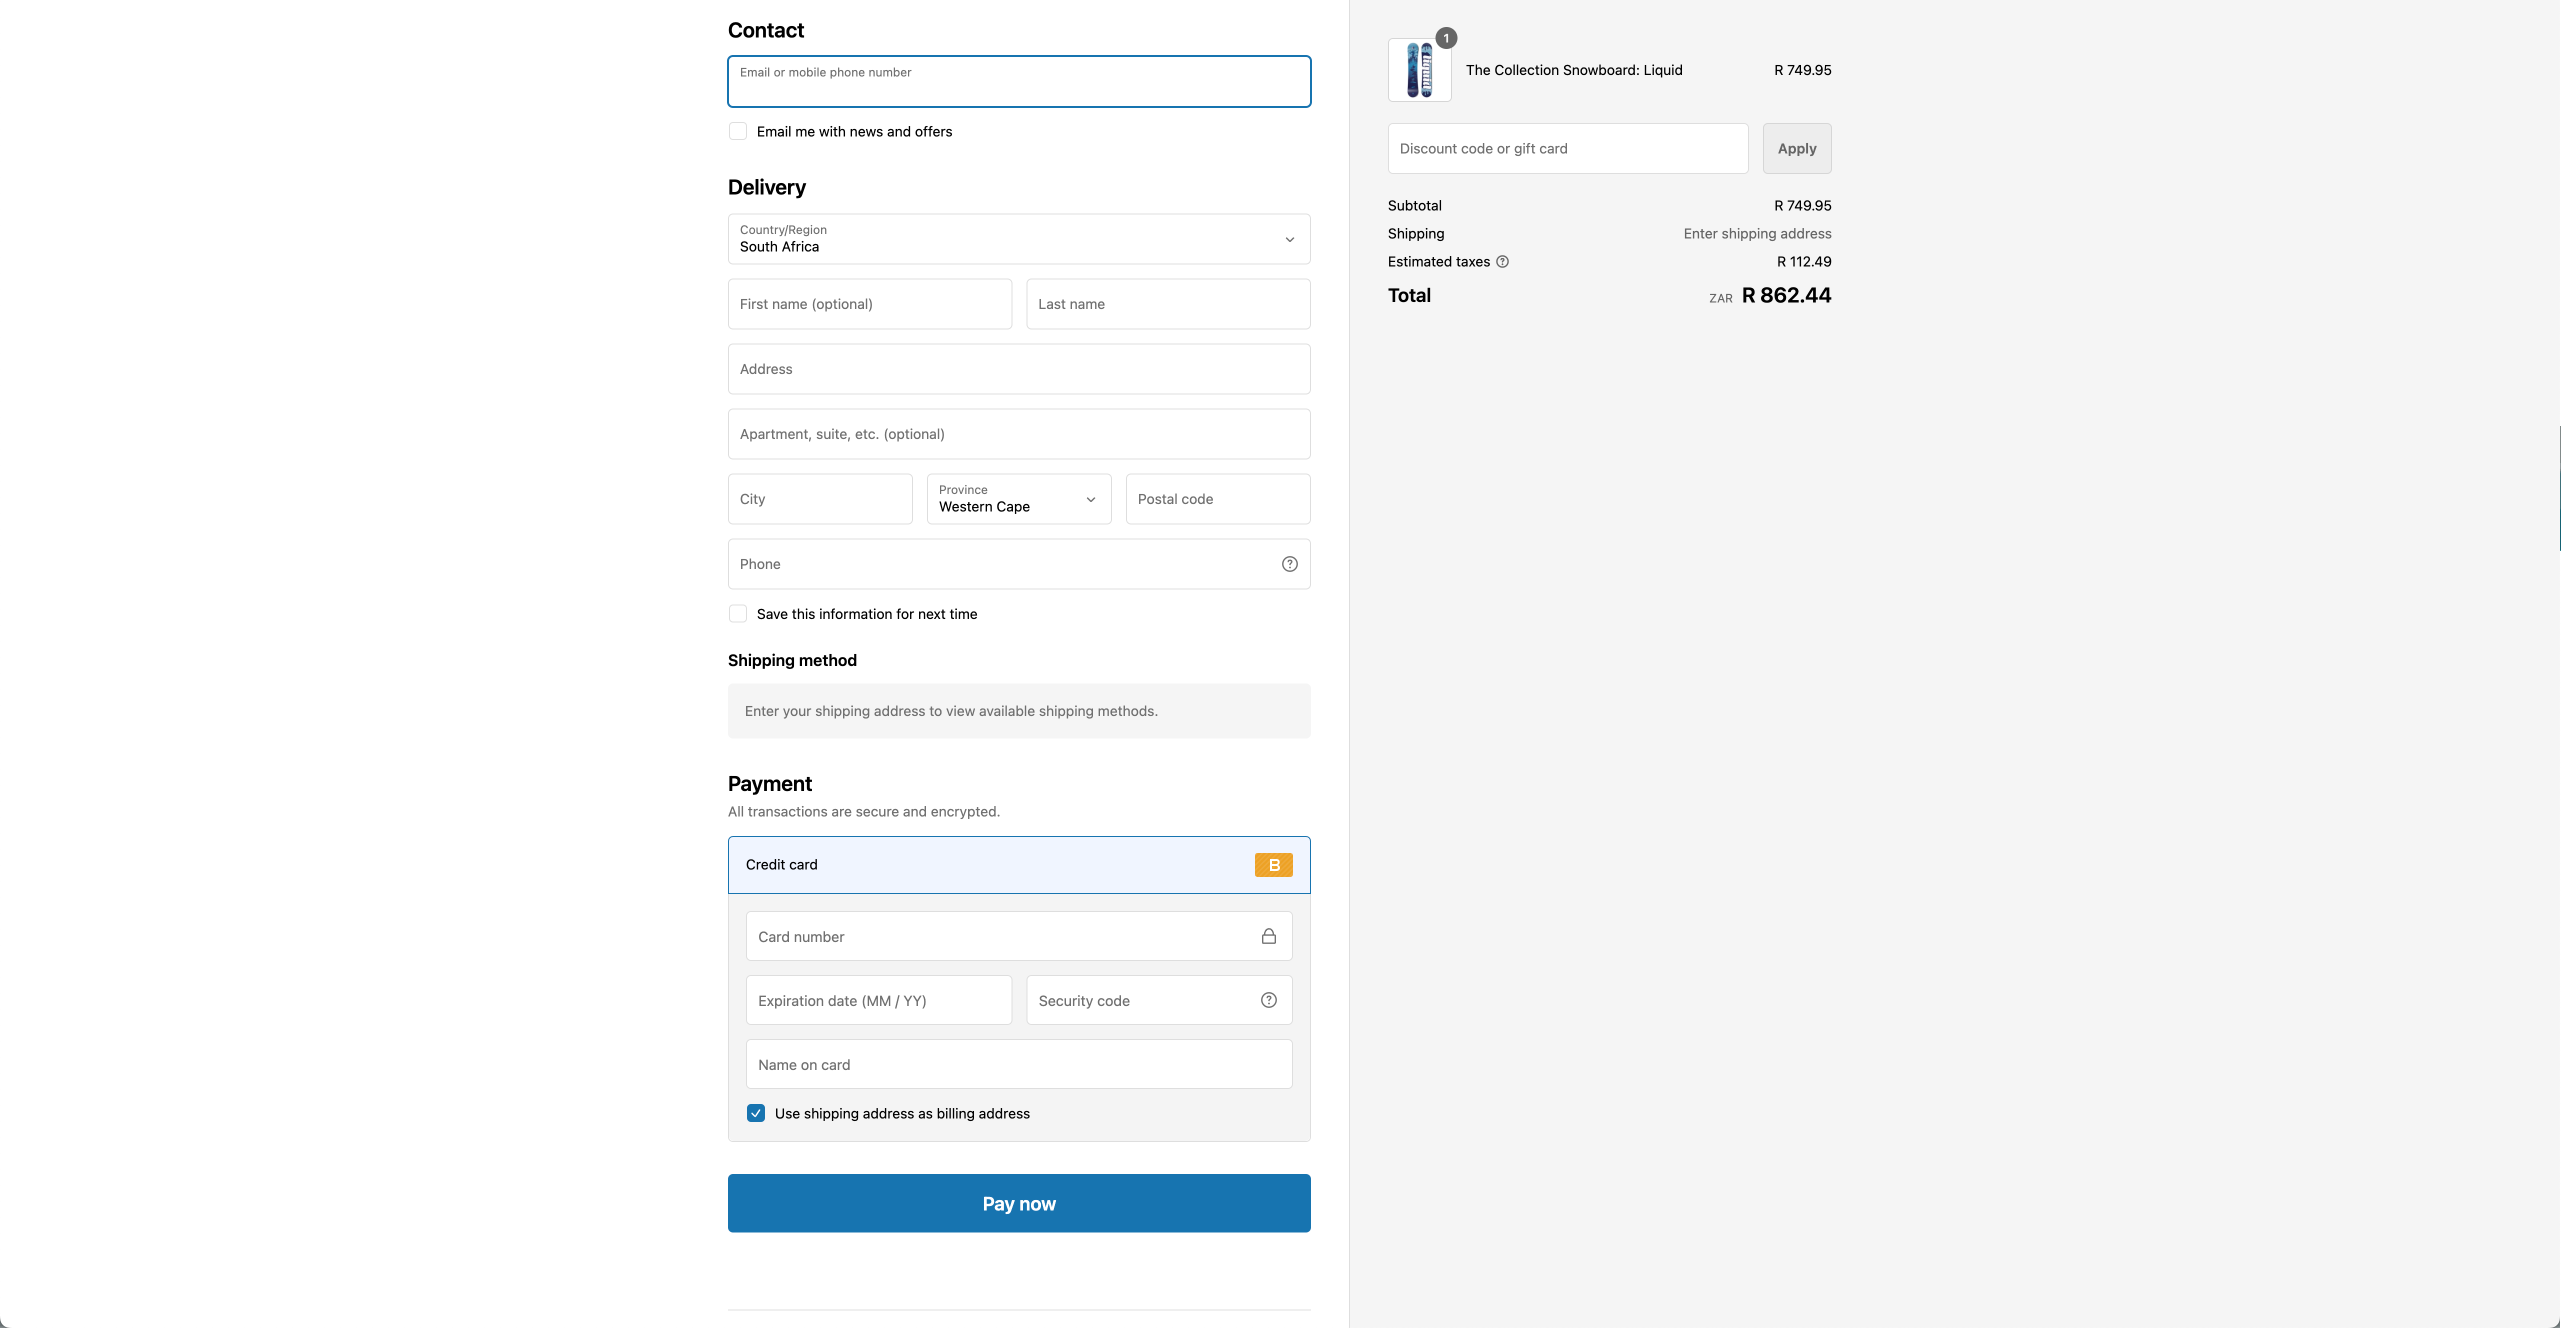 Contact
Email or mobile phone number
Email me with news and offers
Delivery
Country/Region
South Africa
First name (optional)
Last name
Address
Apartment, suite, etc. (optional)
City
Province
Western Cape
Postal code
Phone
Save this information for next time
Shipping method
Enter your shipping address to view available shipping methods.
Payment
All transactions are secure and encrypted.
Credit card
B
Card number
Expiration date (MM / YY)
Security code
Name on card
Use shipping address as billing address
Pay now
1
The Collection Snowboard: Liquid R 749.95
Discount code or gift card
Apply
Subtotal R 749.95
Shipping Enter shipping address
Estimated taxes R 112.49
Total ZAR R 862.44